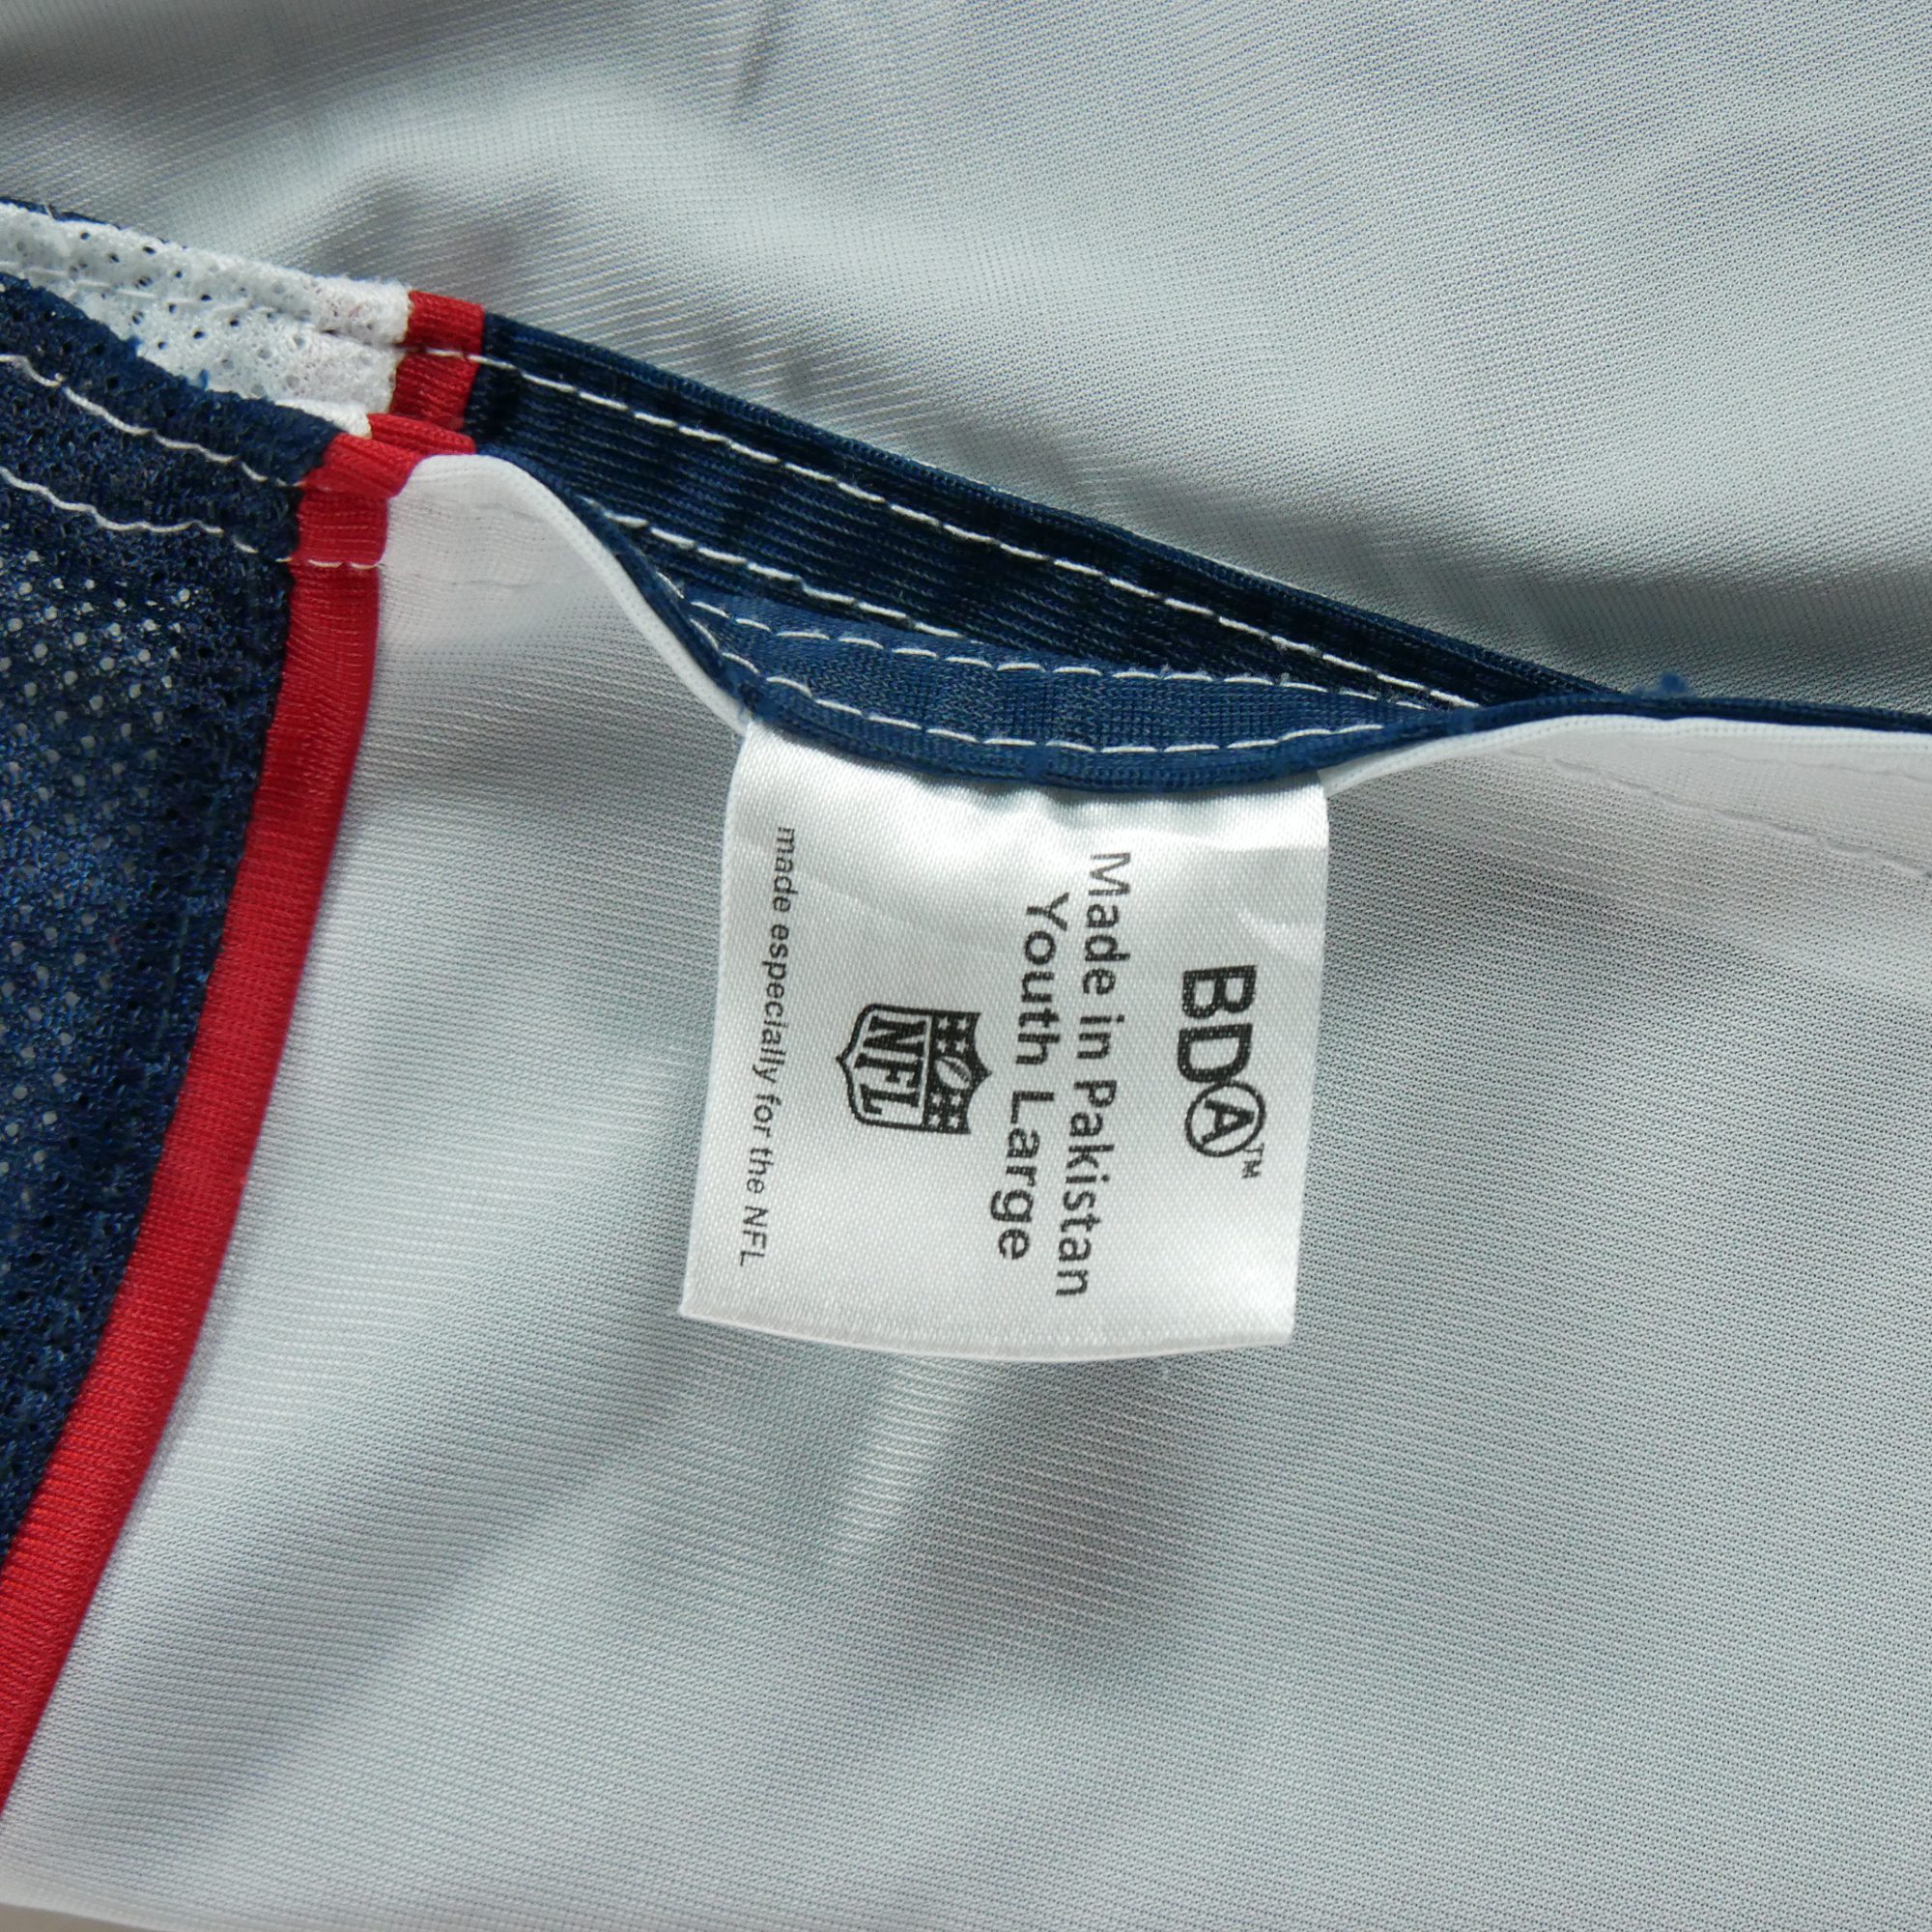 BDA™
Made in Pakistan
Youth Large
NFL
made especially for the NFL